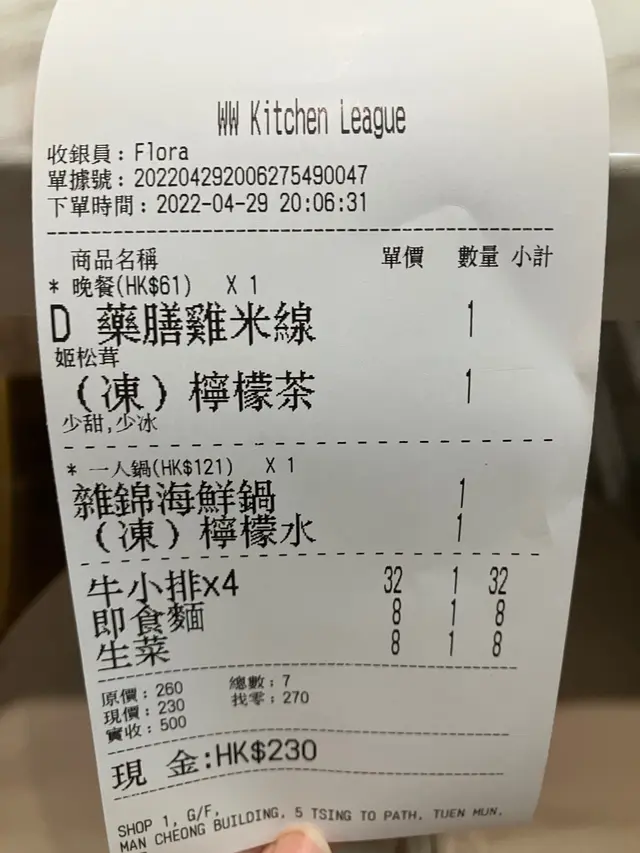 WW Kitchen League
收銀員：Flora
單據號：202204292006275490047
下單時間：2022-04-29 20:06:31
商品名稱 單價 數量 小計
* 晚餐(HK$61) X 1
D 藥膳雞米線 1
姬松茸
（凍）檸檬茶 1
少甜,少冰
* 一人鍋(HK$121) X 1
雜錦海鮮鍋 1
（凍）檸檬水 1
牛小排x4 32 1 32
即食麵 8 1 8
生菜 8 1 8
原價：260 總數：7
現價：230 找零：270
實收：500
現 金:HK$230
SHOP 1, G/F,
MAN CHEONG BUILDING, 5 TSING TO PATH, TUEN MUN,